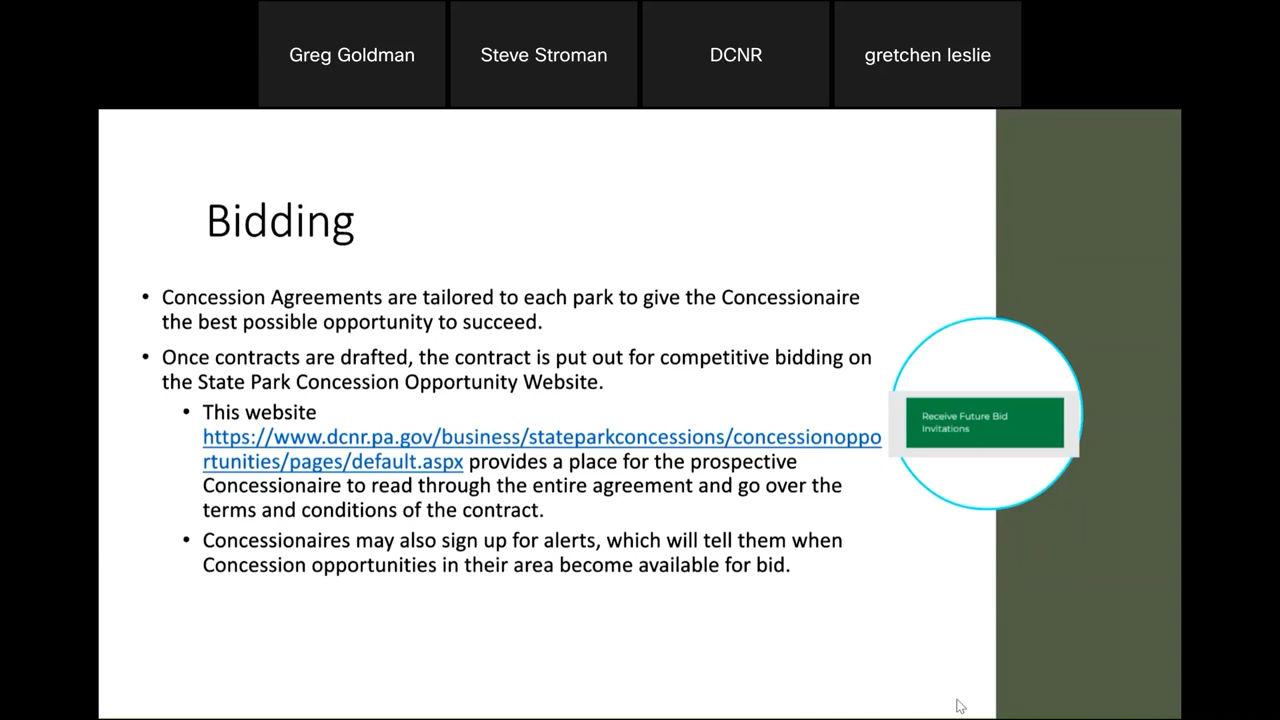 Greg Goldman
Steve Stroman
DCNR
gretchen leslie
Bidding
• Concession Agreements are tailored to each park to give the Concessionaire
the best possible opportunity to succeed.
• Once contracts are drafted, the contract is put out for competitive bidding on
the State Park Concession Opportunity Website.
• This website
https://www.dcnr.pa.gov/business/stateparkconcessions/concessionoppo
rtunities/pages/default.aspx provides a place for the prospective
Concessionaire to read through the entire agreement and go over the
terms and conditions of the contract.
• Concessionaires may also sign up for alerts, which will tell them when
Concession opportunities in their area become available for bid.
Receive Future Bid
Invitations